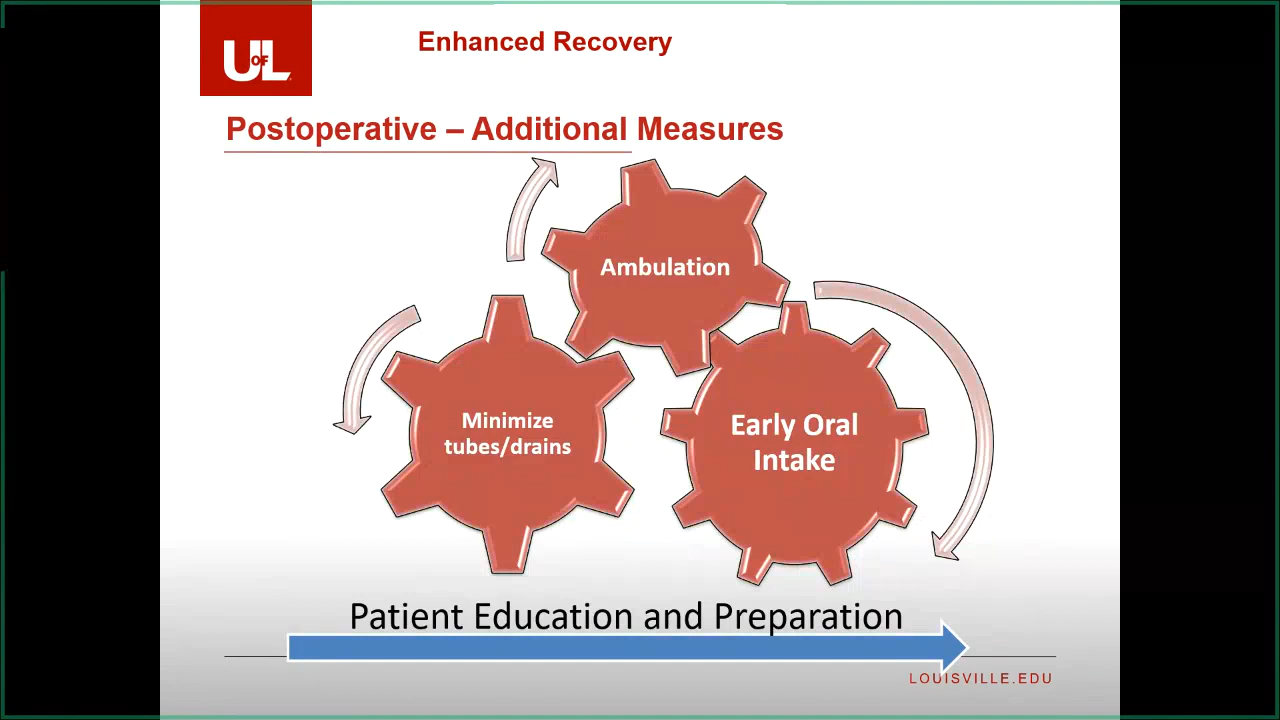 UOFL
Enhanced Recovery
Postoperative – Additional Measures
Ambulation
Minimize
tubes/drains
Early Oral
Intake
Patient Education and Preparation
LOUISVILLE.EDU